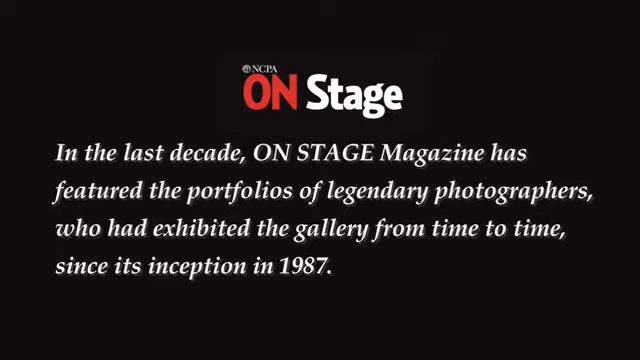 NCPA
ON Stage
In the last decade, ON STAGE Magazine has
featured the portfolios of legendary photographers,
who had exhibited the gallery from time to time,
since its inception in 1987.